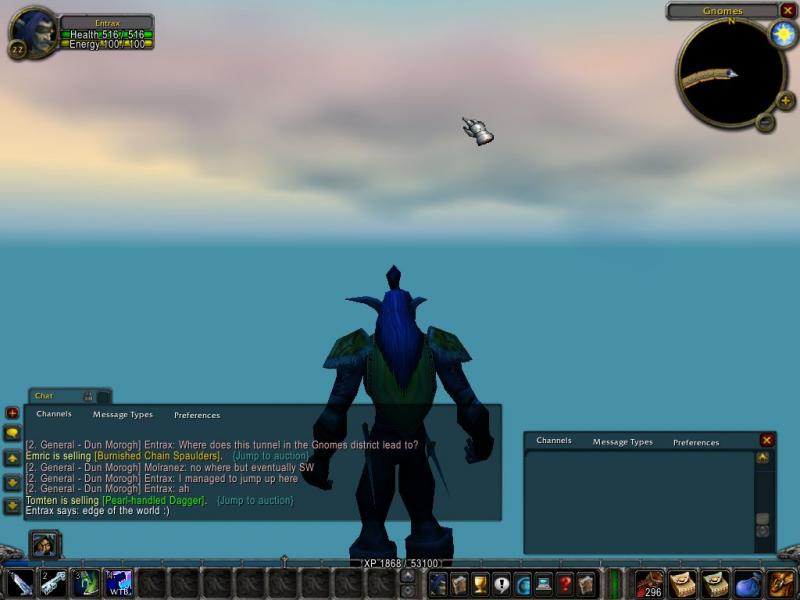 Entrax
Health 516 / 516
22
Energy 100 / 100
Gnomes
N
Chat
Channels Message Types Preferences
[2. General - Dun Morogh] Entrax: Where does this tunnel in the Gnomes district lead to?
Emric is selling [Burnished Chain Spaulders]. {Jump to auction}
[2. General - Dun Morogh] Molranez: no where but eventually SW
[2. General - Dun Morogh] Entrax: I managed to jump up here
[2. General - Dun Morogh] Entrax: ah
Tomten is selling [Pearl-handled Dagger]. {Jump to auction}
Entrax says: edge of the world :)
Channels Message Types Preferences
XP 1868 / 53100
2 3 4
WTB
296